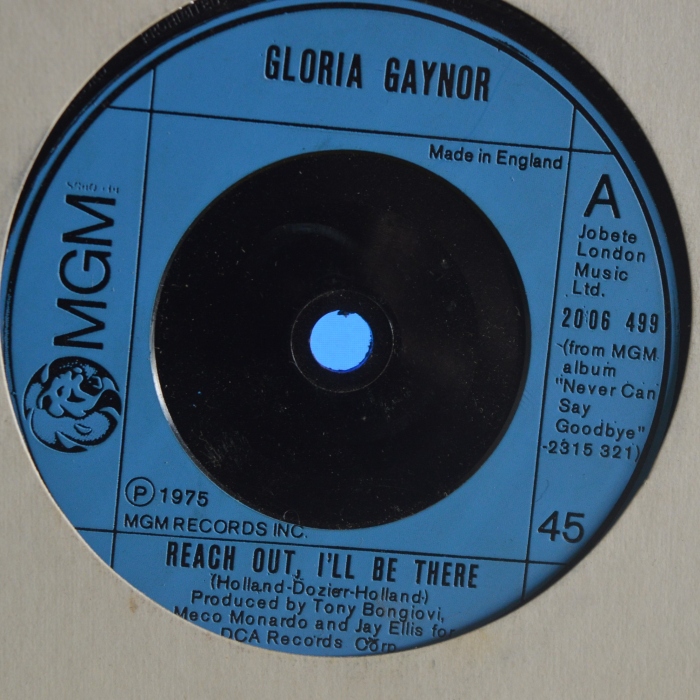 GLORIA GAYNOR
Made in England
A
Jobete
London
Music
Ltd.
2006 499
(from MGM
album
"Never Can
Say
Goodbye"
-2315 321)
MGM
℗ 1975
MGM RECORDS INC.
45
REACH OUT, I'LL BE THERE
(Holland-Dozier-Holland)
Produced by Tony Bongiovi,
Meco Monardo and Jay Ellis for
DCA Records Corp.